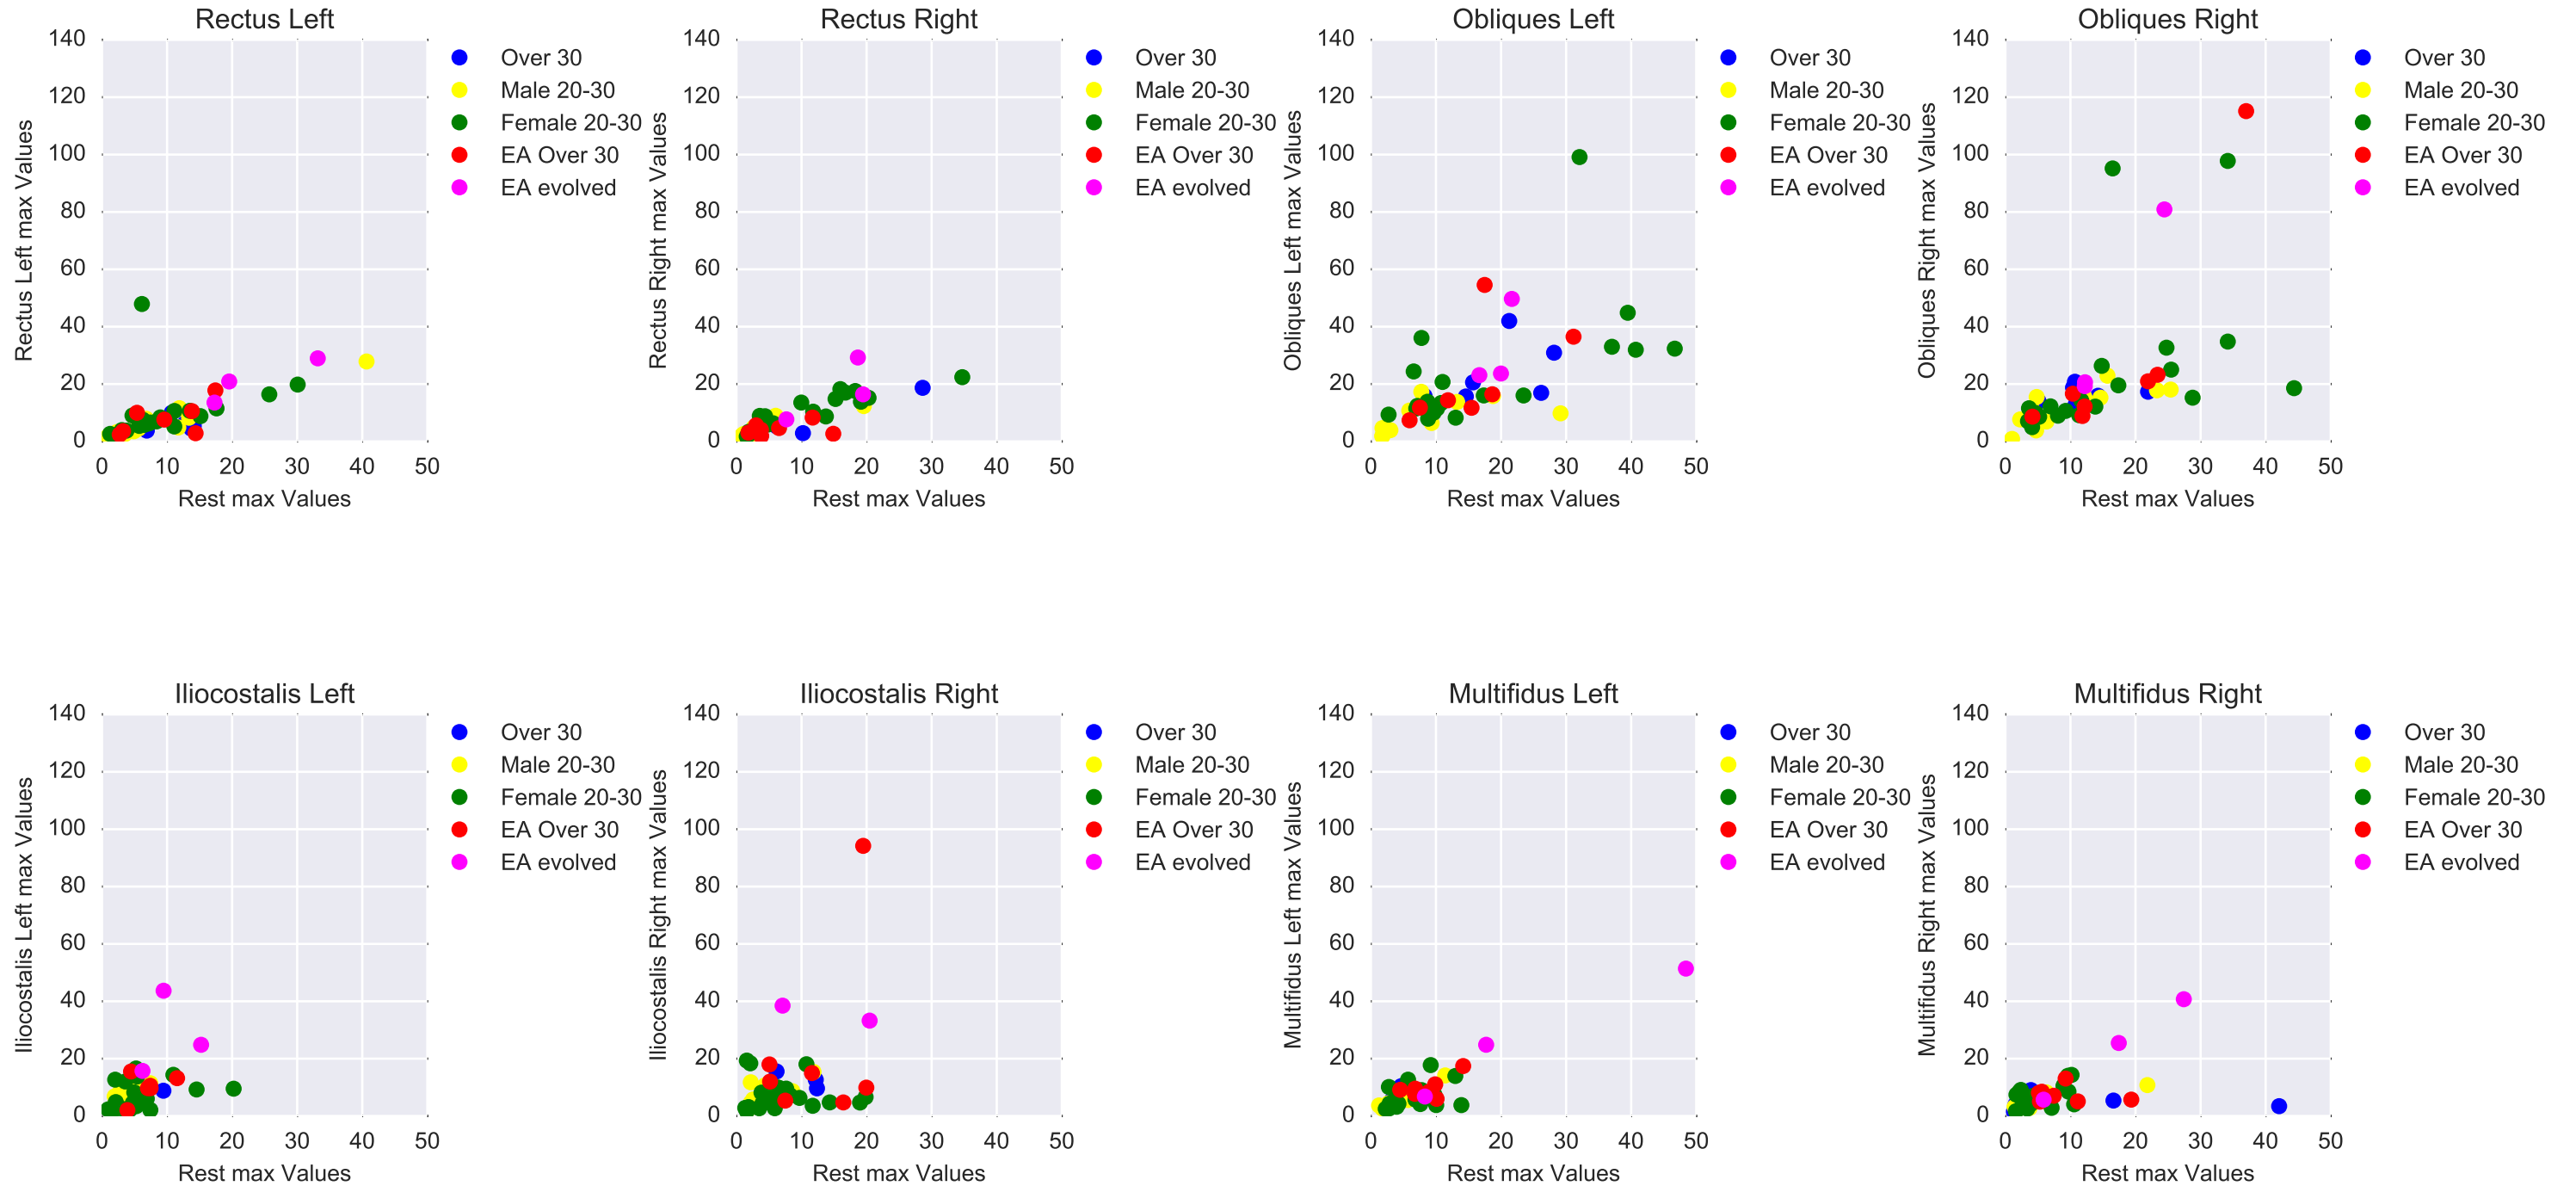 Rectus Left
Rectus Right
Obliques Left
Obliques Right
140
120
100
80
60
40
20
0
0 10 20 30 40 50
Rectus Left max Values
Rest max Values
Over 30
Male 20-30
Female 20-30
EA Over 30
EA evolved
140
120
100
80
60
40
20
0
0 10 20 30 40 50
Rectus Right max Values
Rest max Values
Over 30
Male 20-30
Female 20-30
EA Over 30
EA evolved
140
120
100
80
60
40
20
0
0 10 20 30 40 50
Obliques Left max Values
Rest max Values
Over 30
Male 20-30
Female 20-30
EA Over 30
EA evolved
140
120
100
80
60
40
20
0
0 10 20 30 40 50
Obliques Right max Values
Rest max Values
Over 30
Male 20-30
Female 20-30
EA Over 30
EA evolved
Iliocostalis Left
Iliocostalis Right
Multifidus Left
Multifidus Right
140
120
100
80
60
40
20
0
0 10 20 30 40 50
Iliocostalis Left max Values
Rest max Values
Over 30
Male 20-30
Female 20-30
EA Over 30
EA evolved
140
120
100
80
60
40
20
0
0 10 20 30 40 50
Iliocostalis Right max Values
Rest max Values
Over 30
Male 20-30
Female 20-30
EA Over 30
EA evolved
140
120
100
80
60
40
20
0
0 10 20 30 40 50
Multifidus Left max Values
Rest max Values
Over 30
Male 20-30
Female 20-30
EA Over 30
EA evolved
140
120
100
80
60
40
20
0
0 10 20 30 40 50
Multifidus Right max Values
Rest max Values
Over 30
Male 20-30
Female 20-30
EA Over 30
EA evolved